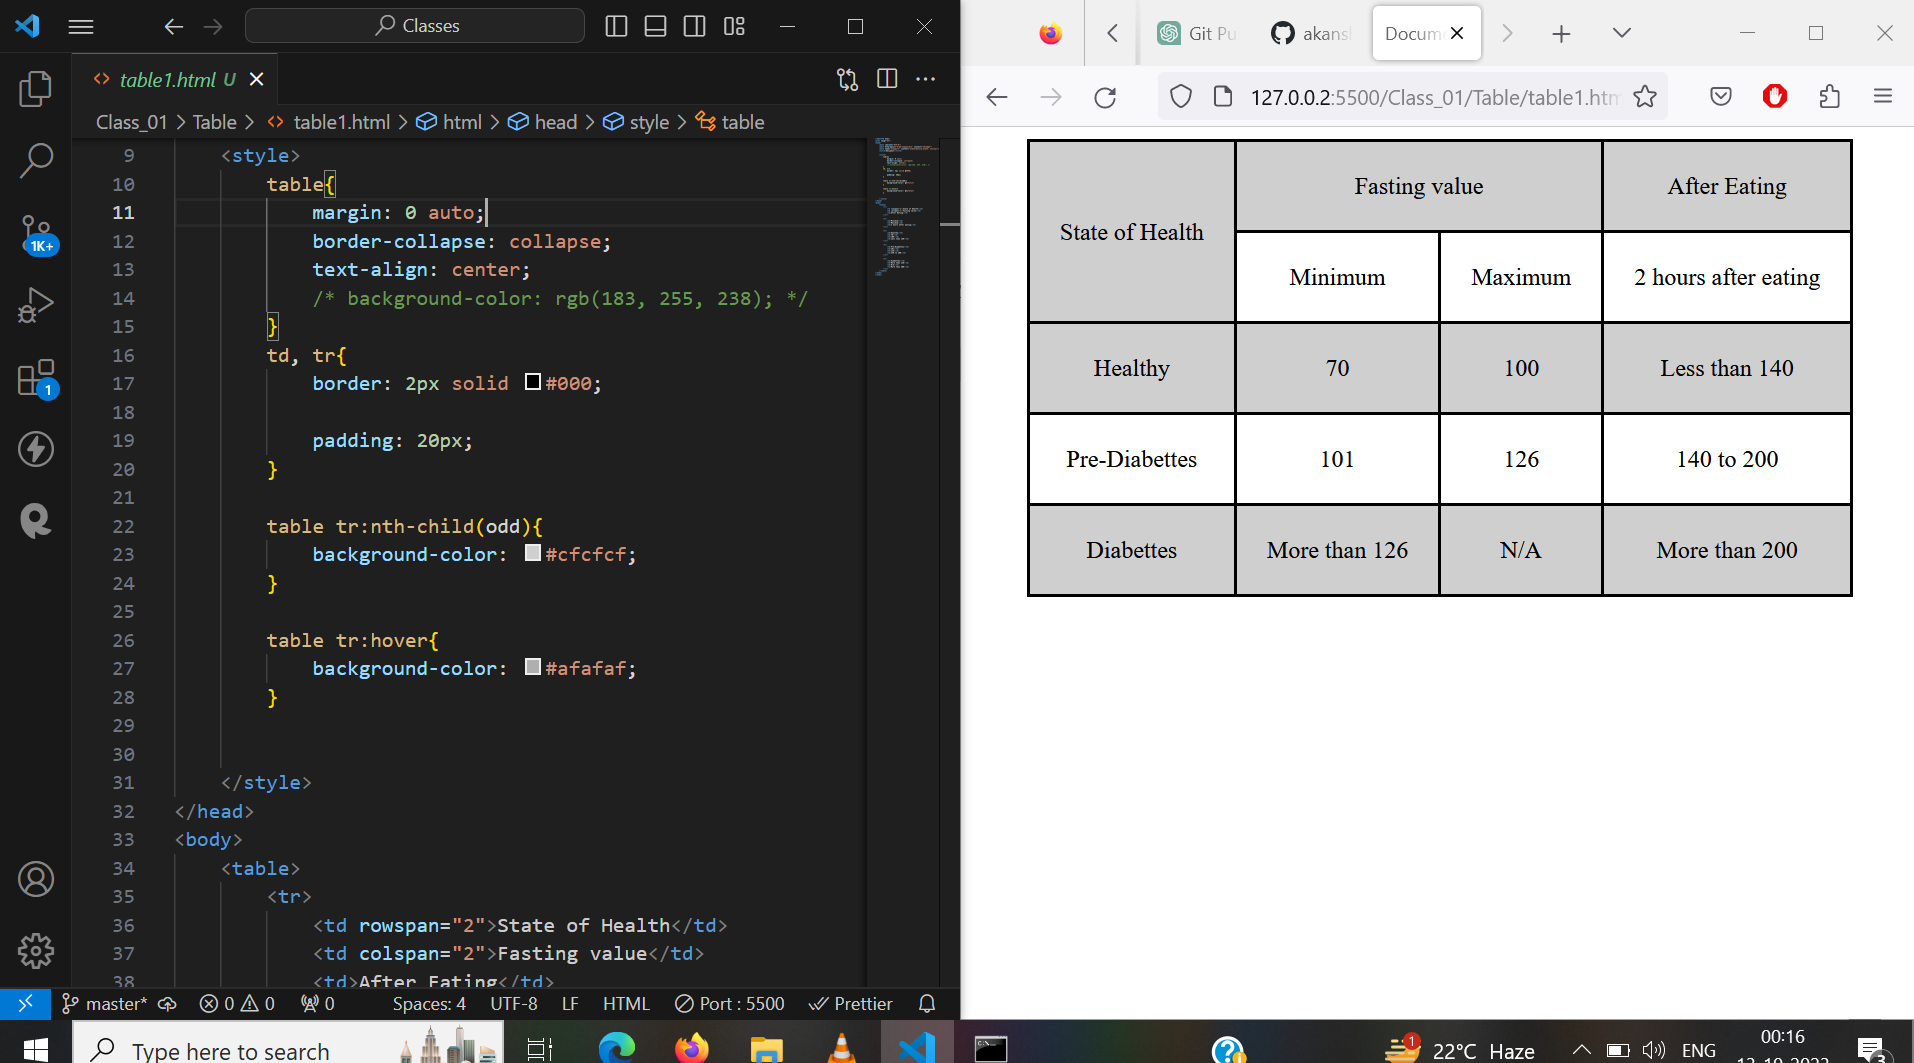 Classes
table1.html U
Class_01 > Table > table1.html > html > head > style > table
9 <style>
10 table{
11 margin: 0 auto;
12 border-collapse: collapse;
13 text-align: center;
14 /* background-color: rgb(183, 255, 238); */
15 }
16 td, tr{
17 border: 2px solid #000;
18
19 padding: 20px;
20 }
21
22 table tr:nth-child(odd){
23 background-color: #cfcfcf;
24 }
25
26 table tr:hover{
27 background-color: #afafaf;
28 }
29
30
31 </style>
32 </head>
33 <body>
34 <table>
35 <tr>
36 <td rowspan="2">State of Health</td>
37 <td colspan="2">Fasting value</td>
38 <td>After Eating</td>
1K+
1
master* 0 0 0 Spaces: 4 UTF-8 LF HTML Port : 5500 Prettier
Git Pu akansh Docum
127.0.0.2:5500/Class_01/Table/table1.htm
State of Health Fasting value After Eating
Minimum Maximum 2 hours after eating
Healthy 70 100 Less than 140
Pre-Diabettes 101 126 140 to 200
Diabettes More than 126 N/A More than 200
Type here to search
1 22°C Haze ENG 00:16
3